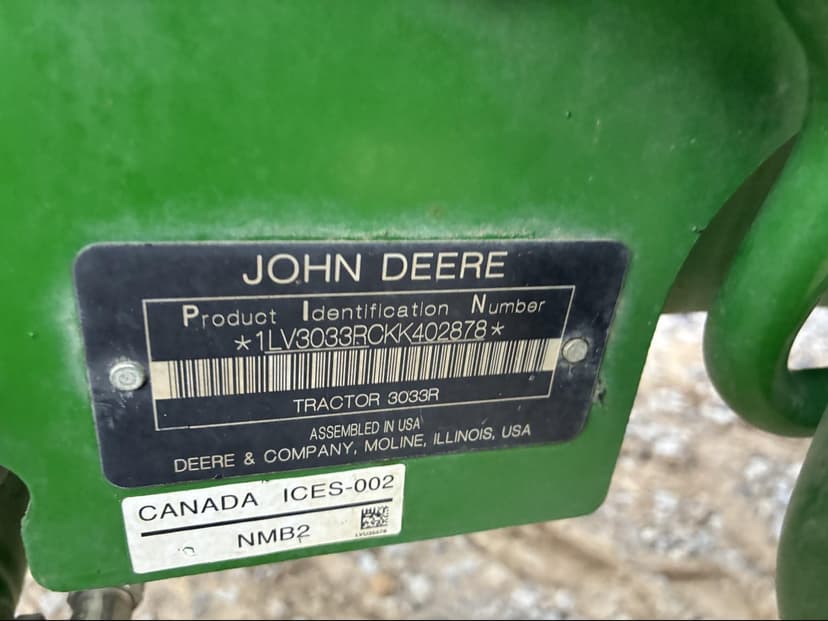 JOHN DEERE
Product Identification Number
*1LV3033RCKK402878*
TRACTOR 3033R
ASSEMBLED IN USA
DEERE & COMPANY, MOLINE, ILLINOIS, USA
CANADA ICES-002
NMB2